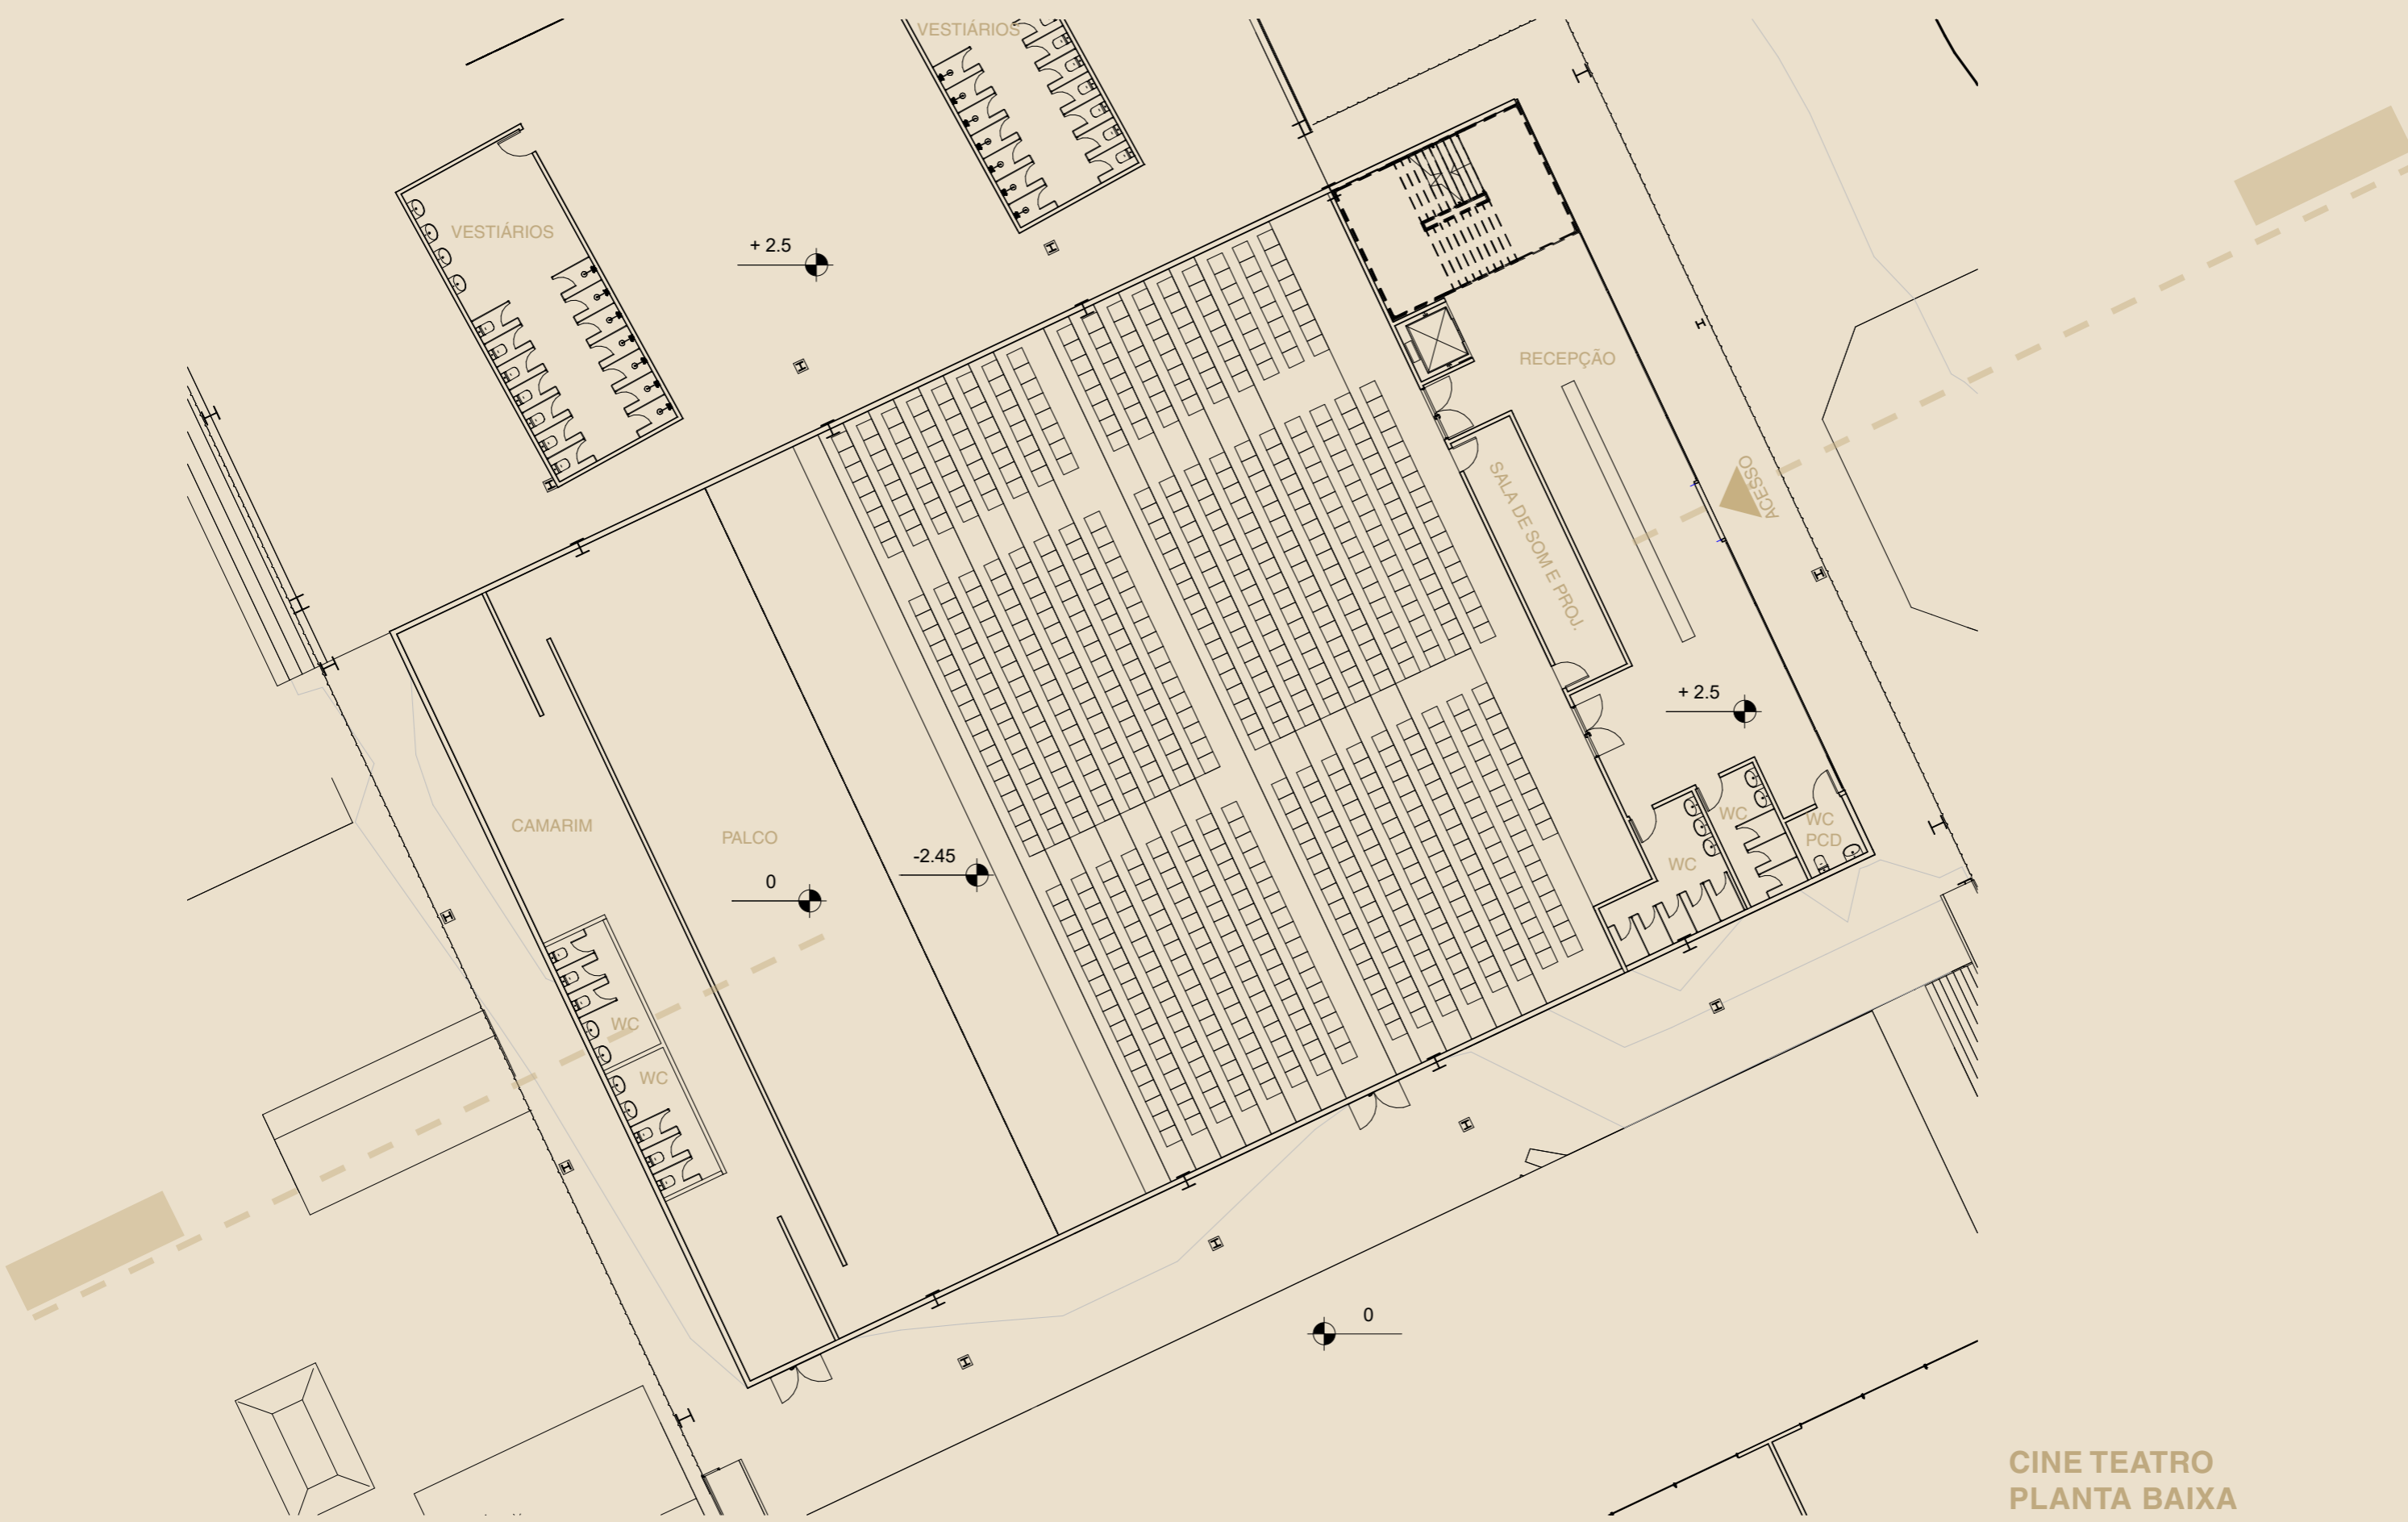 VESTIÁRIOS
VESTIÁRIOS
+ 2.5
RECEPÇÃO
ACESSO
SALA DE SOM E PROJ.
+ 2.5
CAMARIM
PALCO
0
-2.45
WC
WC
WC
PCD
WC
WC
0
CINE TEATRO
PLANTA BAIXA